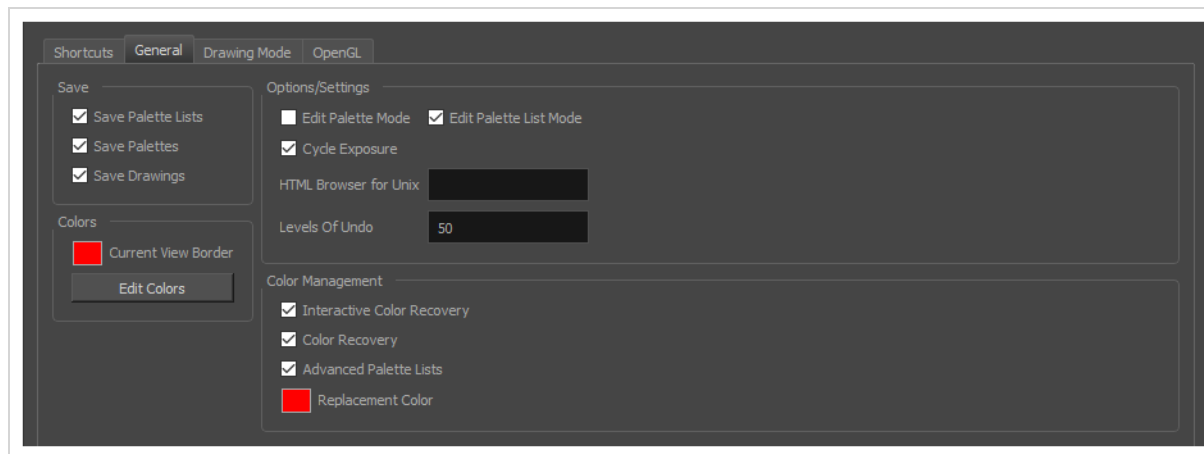 Shortcuts General Drawing Mode OpenGL
Save
Save Palette Lists
Save Palettes
Save Drawings
Colors
Current View Border
Edit Colors
Options/Settings
Edit Palette Mode Edit Palette List Mode
Cycle Exposure
HTML Browser for Unix
Levels Of Undo 50
Color Management
Interactive Color Recovery
Color Recovery
Advanced Palette Lists
Replacement Color